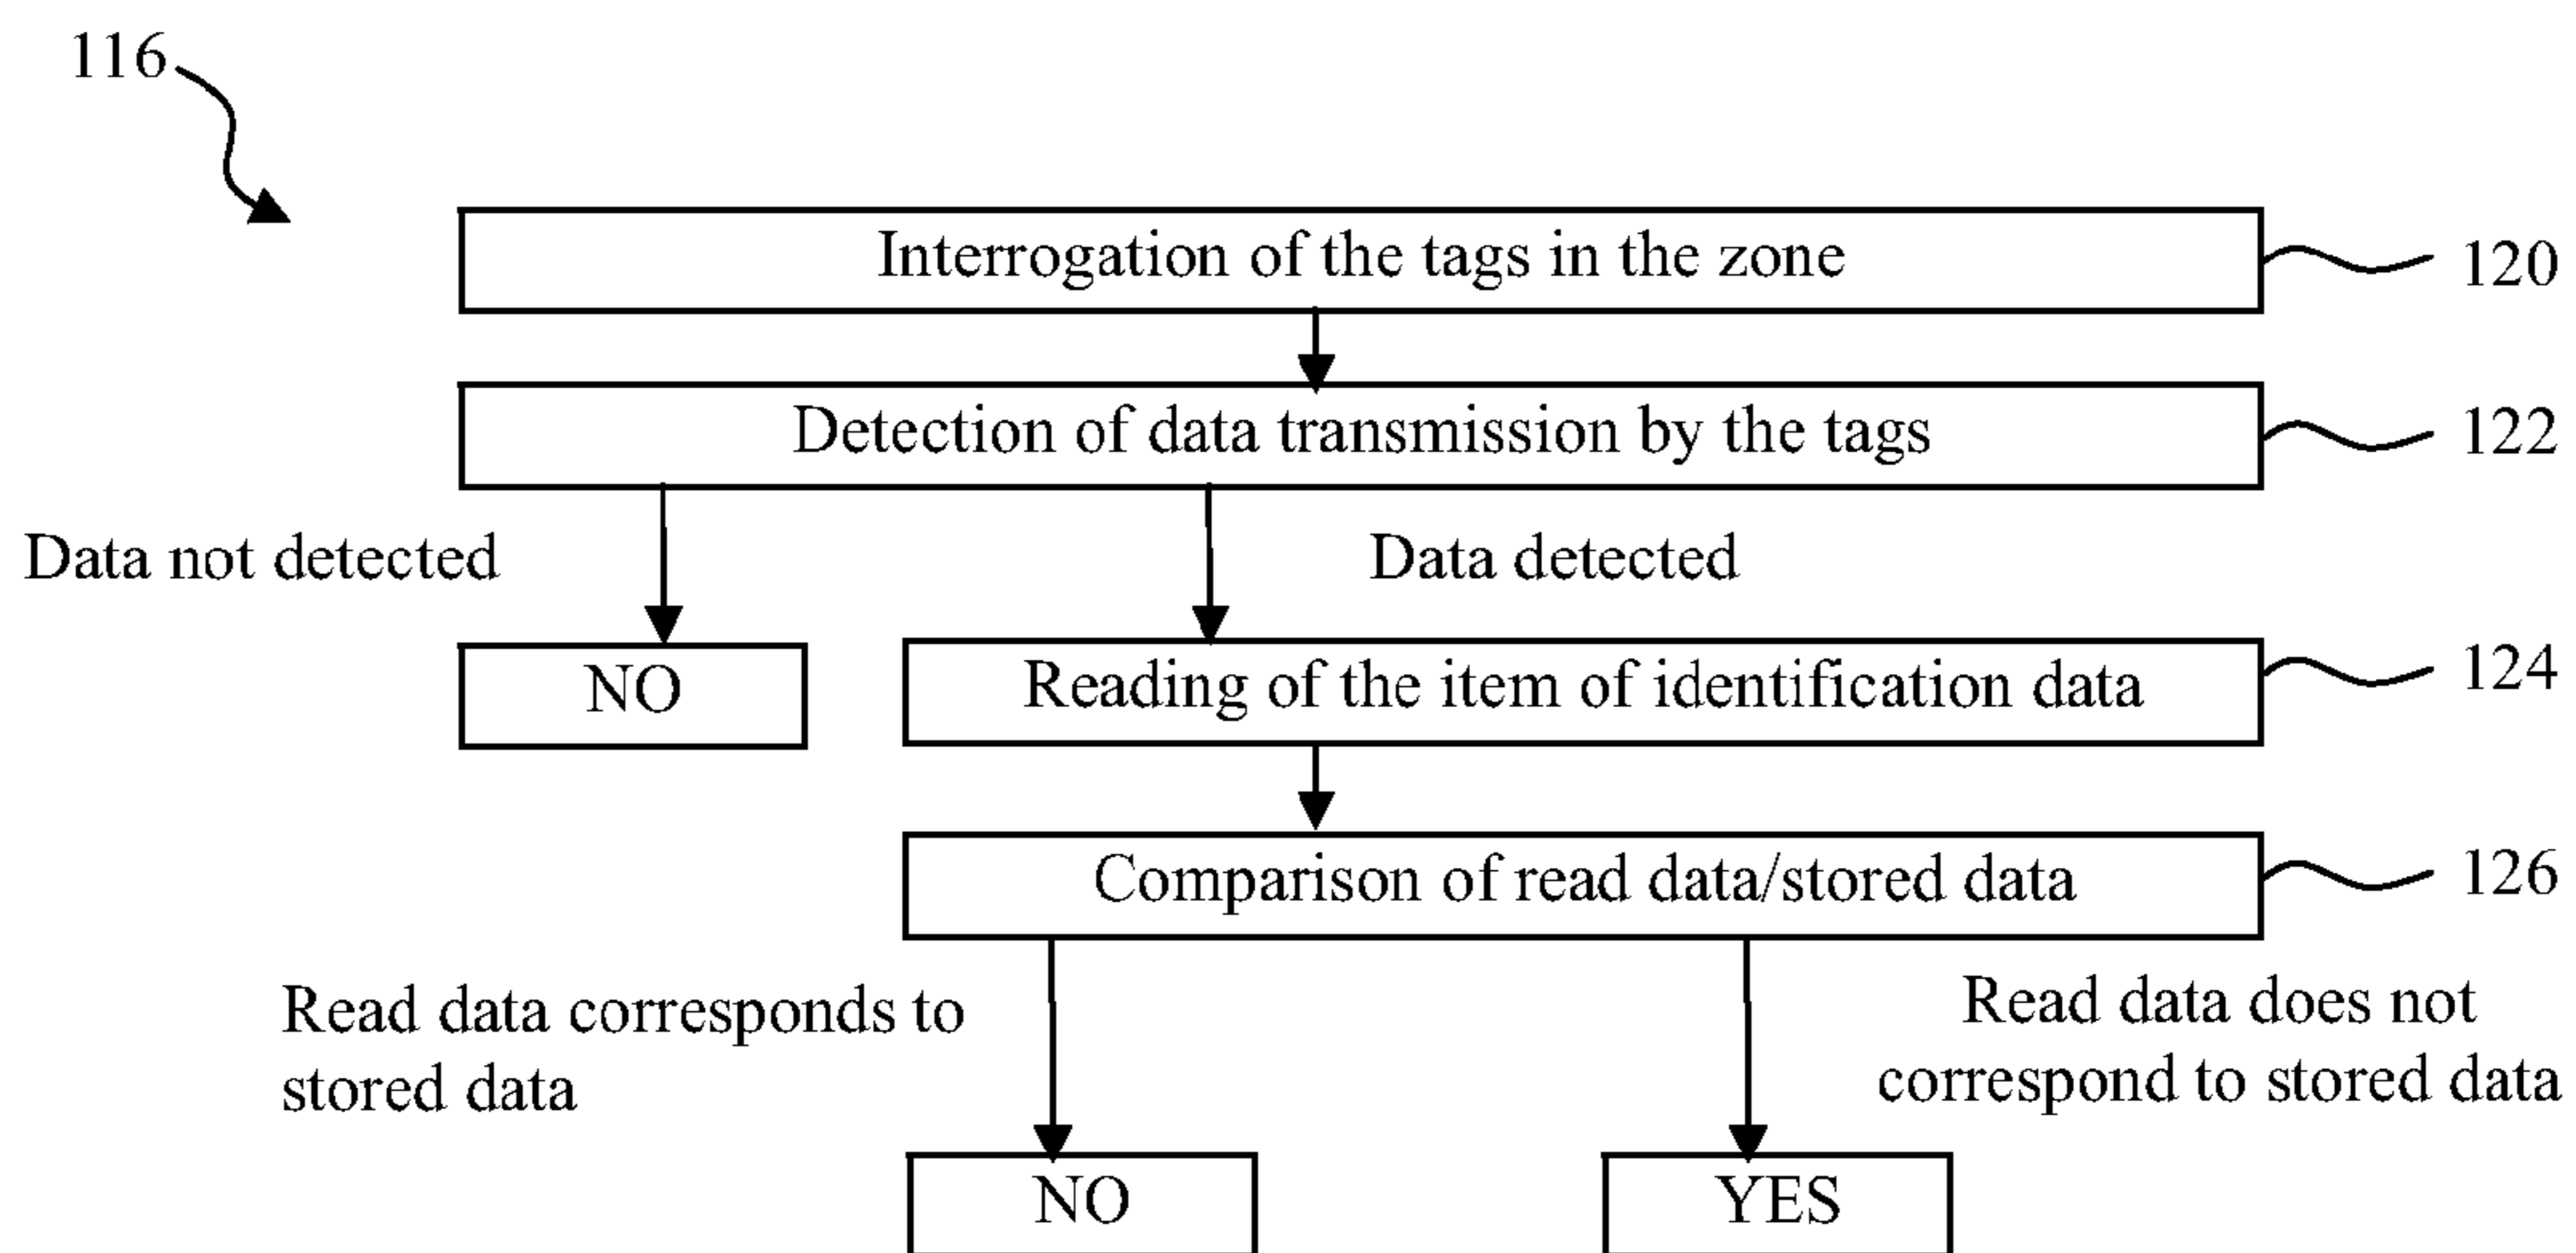 116
Interrogation of the tags in the zone
120
Detection of data transmission by the tags
122
Data not detected
Data detected
NO
Reading of the item of identification data
124
Comparison of read data/stored data
126
Read data corresponds to
stored data
Read data does not
correspond to stored data
NO
YES